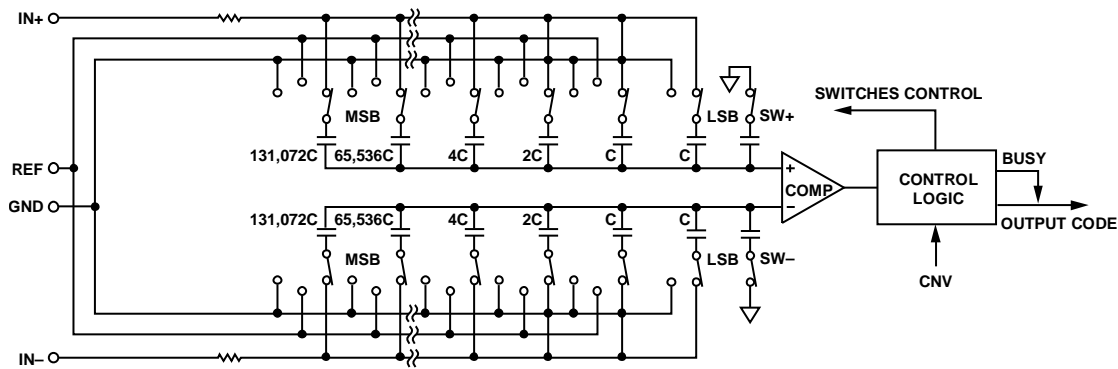 IN+
MSB
LSB
SW+
SWITCHES CONTROL
131,072C
65,536C
4C
2C
C
C
REF
GND
+
COMP
–
CONTROL
LOGIC
BUSY
OUTPUT CODE
CNV
131,072C
65,536C
4C
2C
C
C
MSB
LSB
SW–
IN–